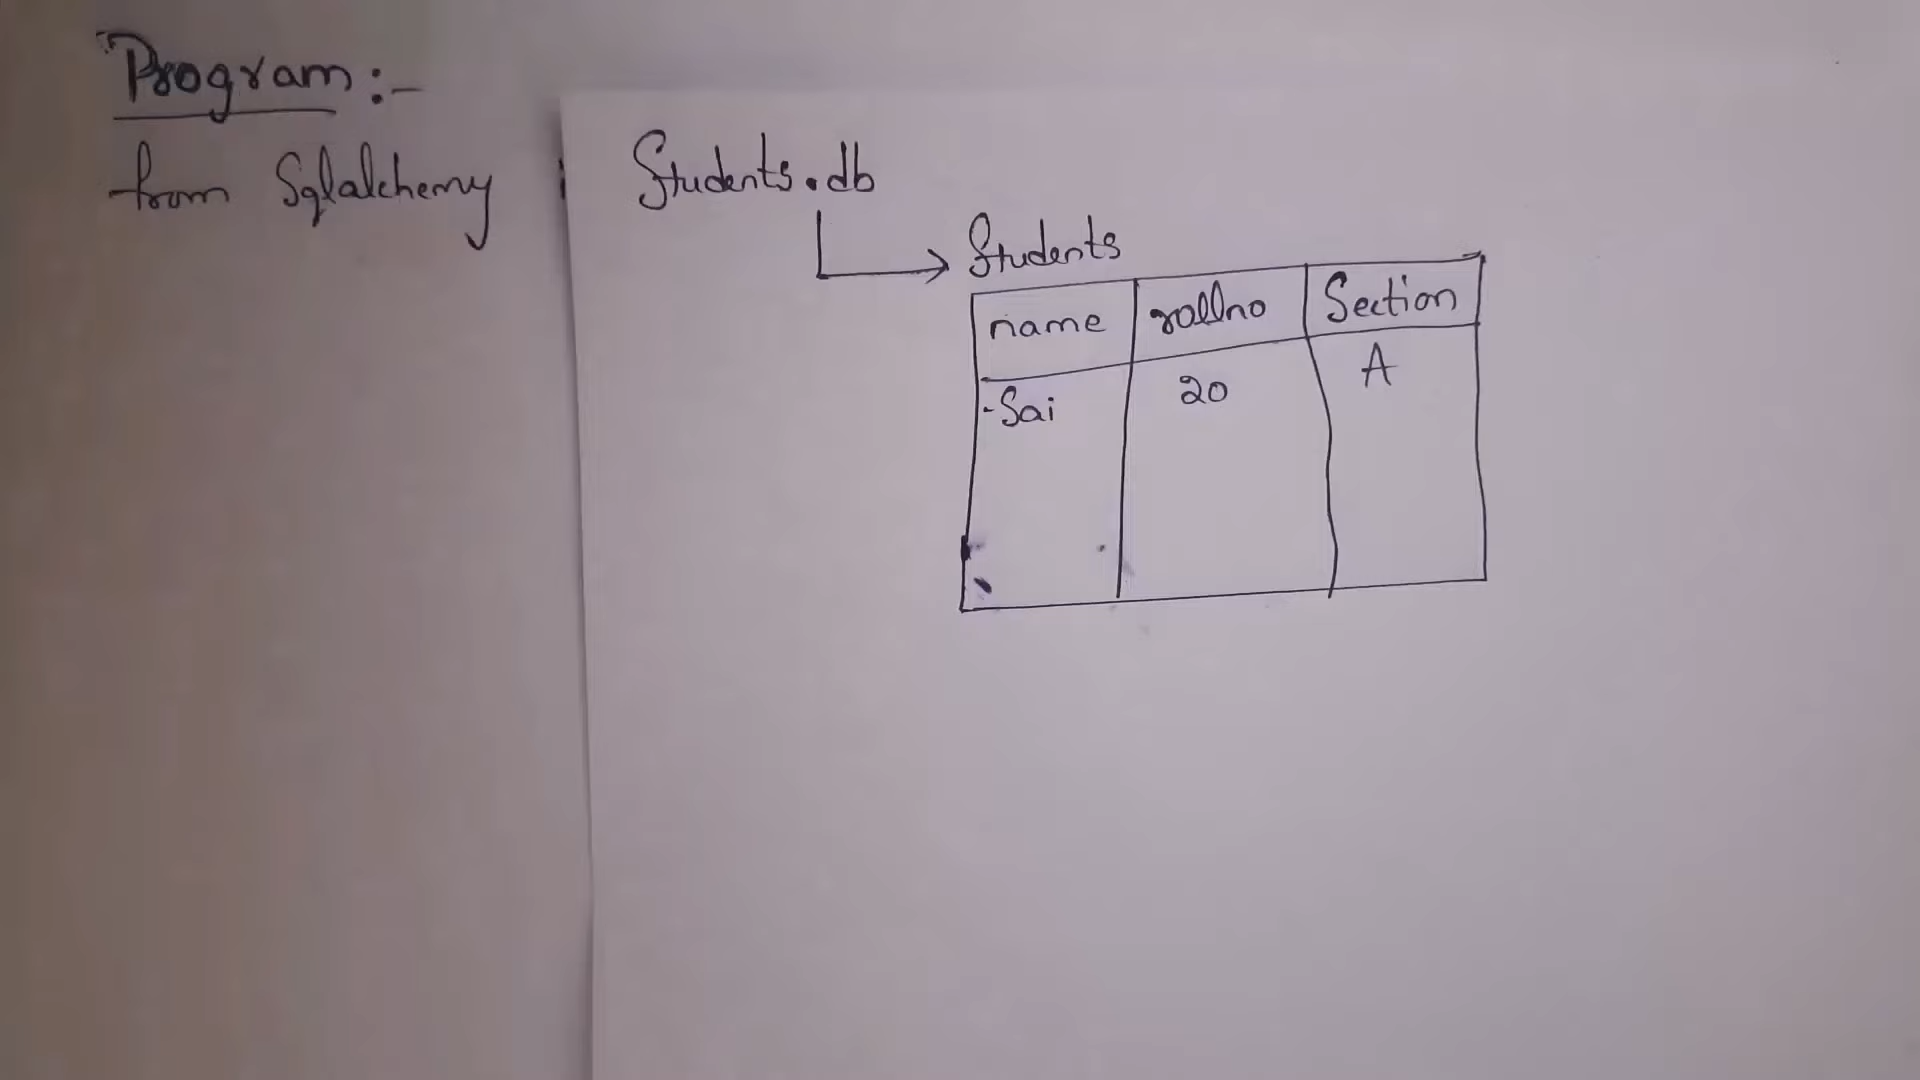 Program:-
from Sqlalchemy
Students.db
Students
name rollno Section
Sai 20 A